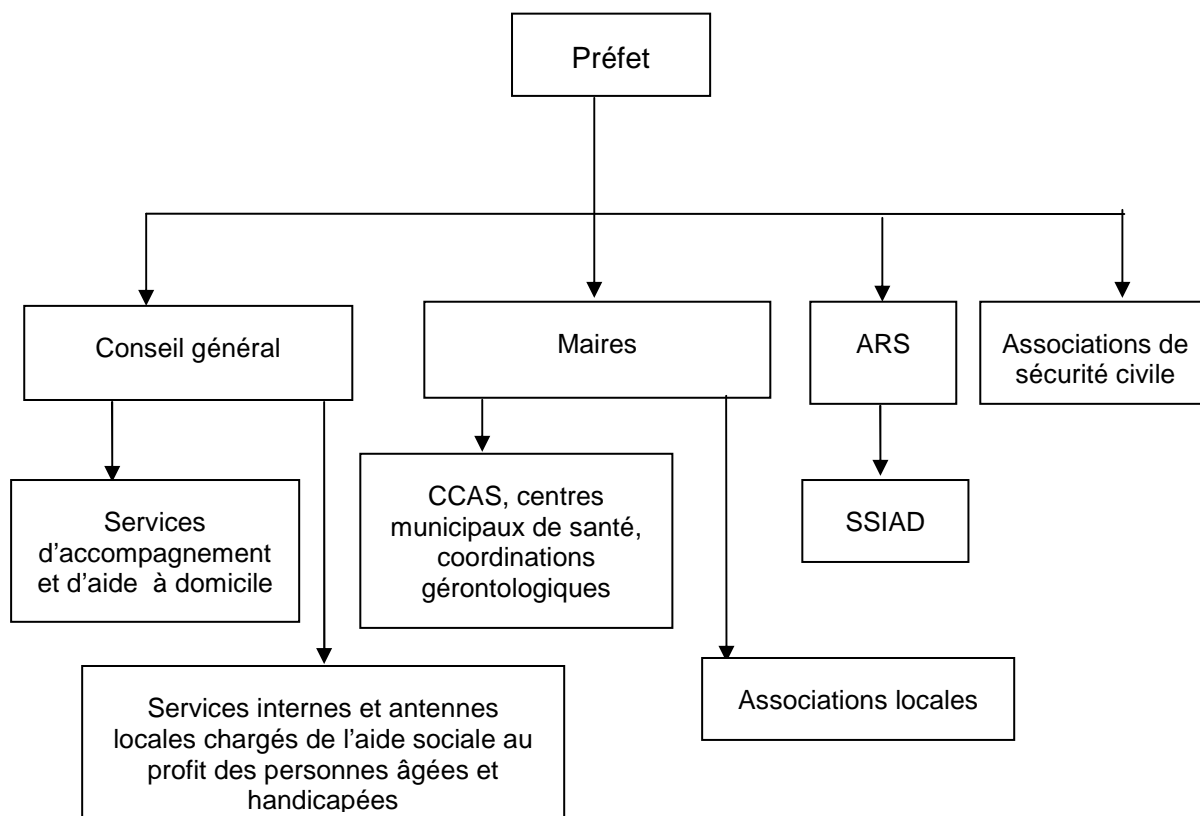 Préfet
Conseil général
Maires
ARS
Associations de
sécurité civile
Services
d'accompagnement
et d'aide à domicile
CCAS, centres
municipaux de santé,
coordinations
gérontologiques
SSIAD
Services internes et antennes
locales chargés de l'aide sociale au
profit des personnes âgées et
handicapées
Associations locales